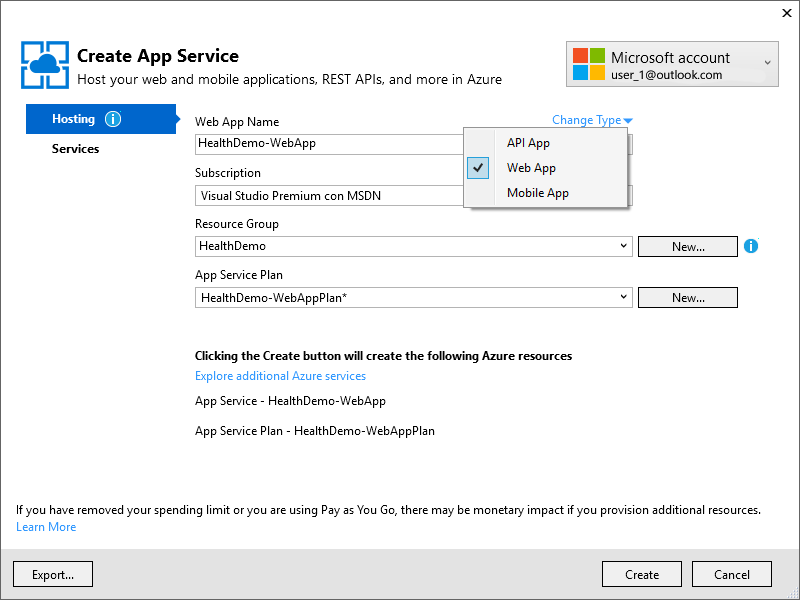 Create App Service
Host your web and mobile applications, REST APIs, and more in Azure
Microsoft account
user_1@outlook.com
Hosting
Services
Web App Name
Change Type
HealthDemo-WebApp
API App
Web App
Mobile App
Subscription
Visual Studio Premium con MSDN
Resource Group
HealthDemo
New...
App Service Plan
HealthDemo-WebAppPlan*
New...
Clicking the Create button will create the following Azure resources
Explore additional Azure services
App Service - HealthDemo-WebApp
App Service Plan - HealthDemo-WebAppPlan
If you have removed your spending limit or you are using Pay as You Go, there may be monetary impact if you provision additional resources.
Learn More
Export...
Create
Cancel